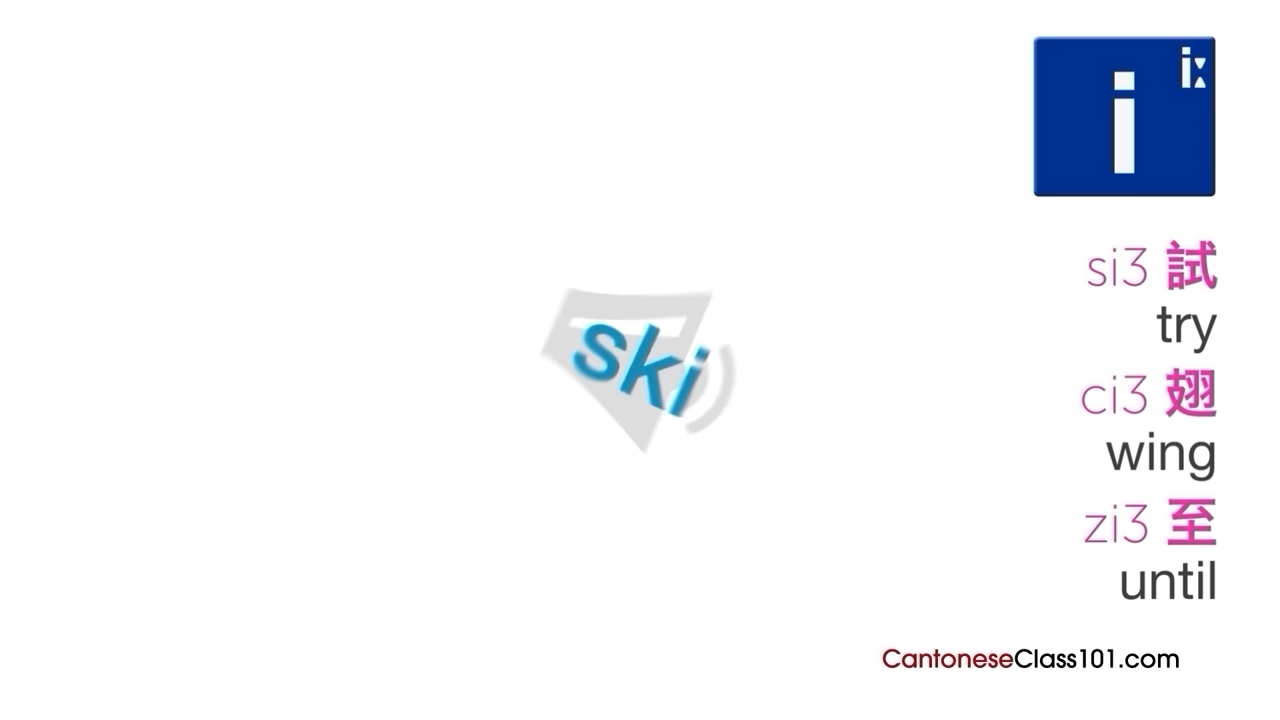 i i:
ski
si3 試
try
ci3 翅
wing
zi3 至
until
CantoneseClass101.com